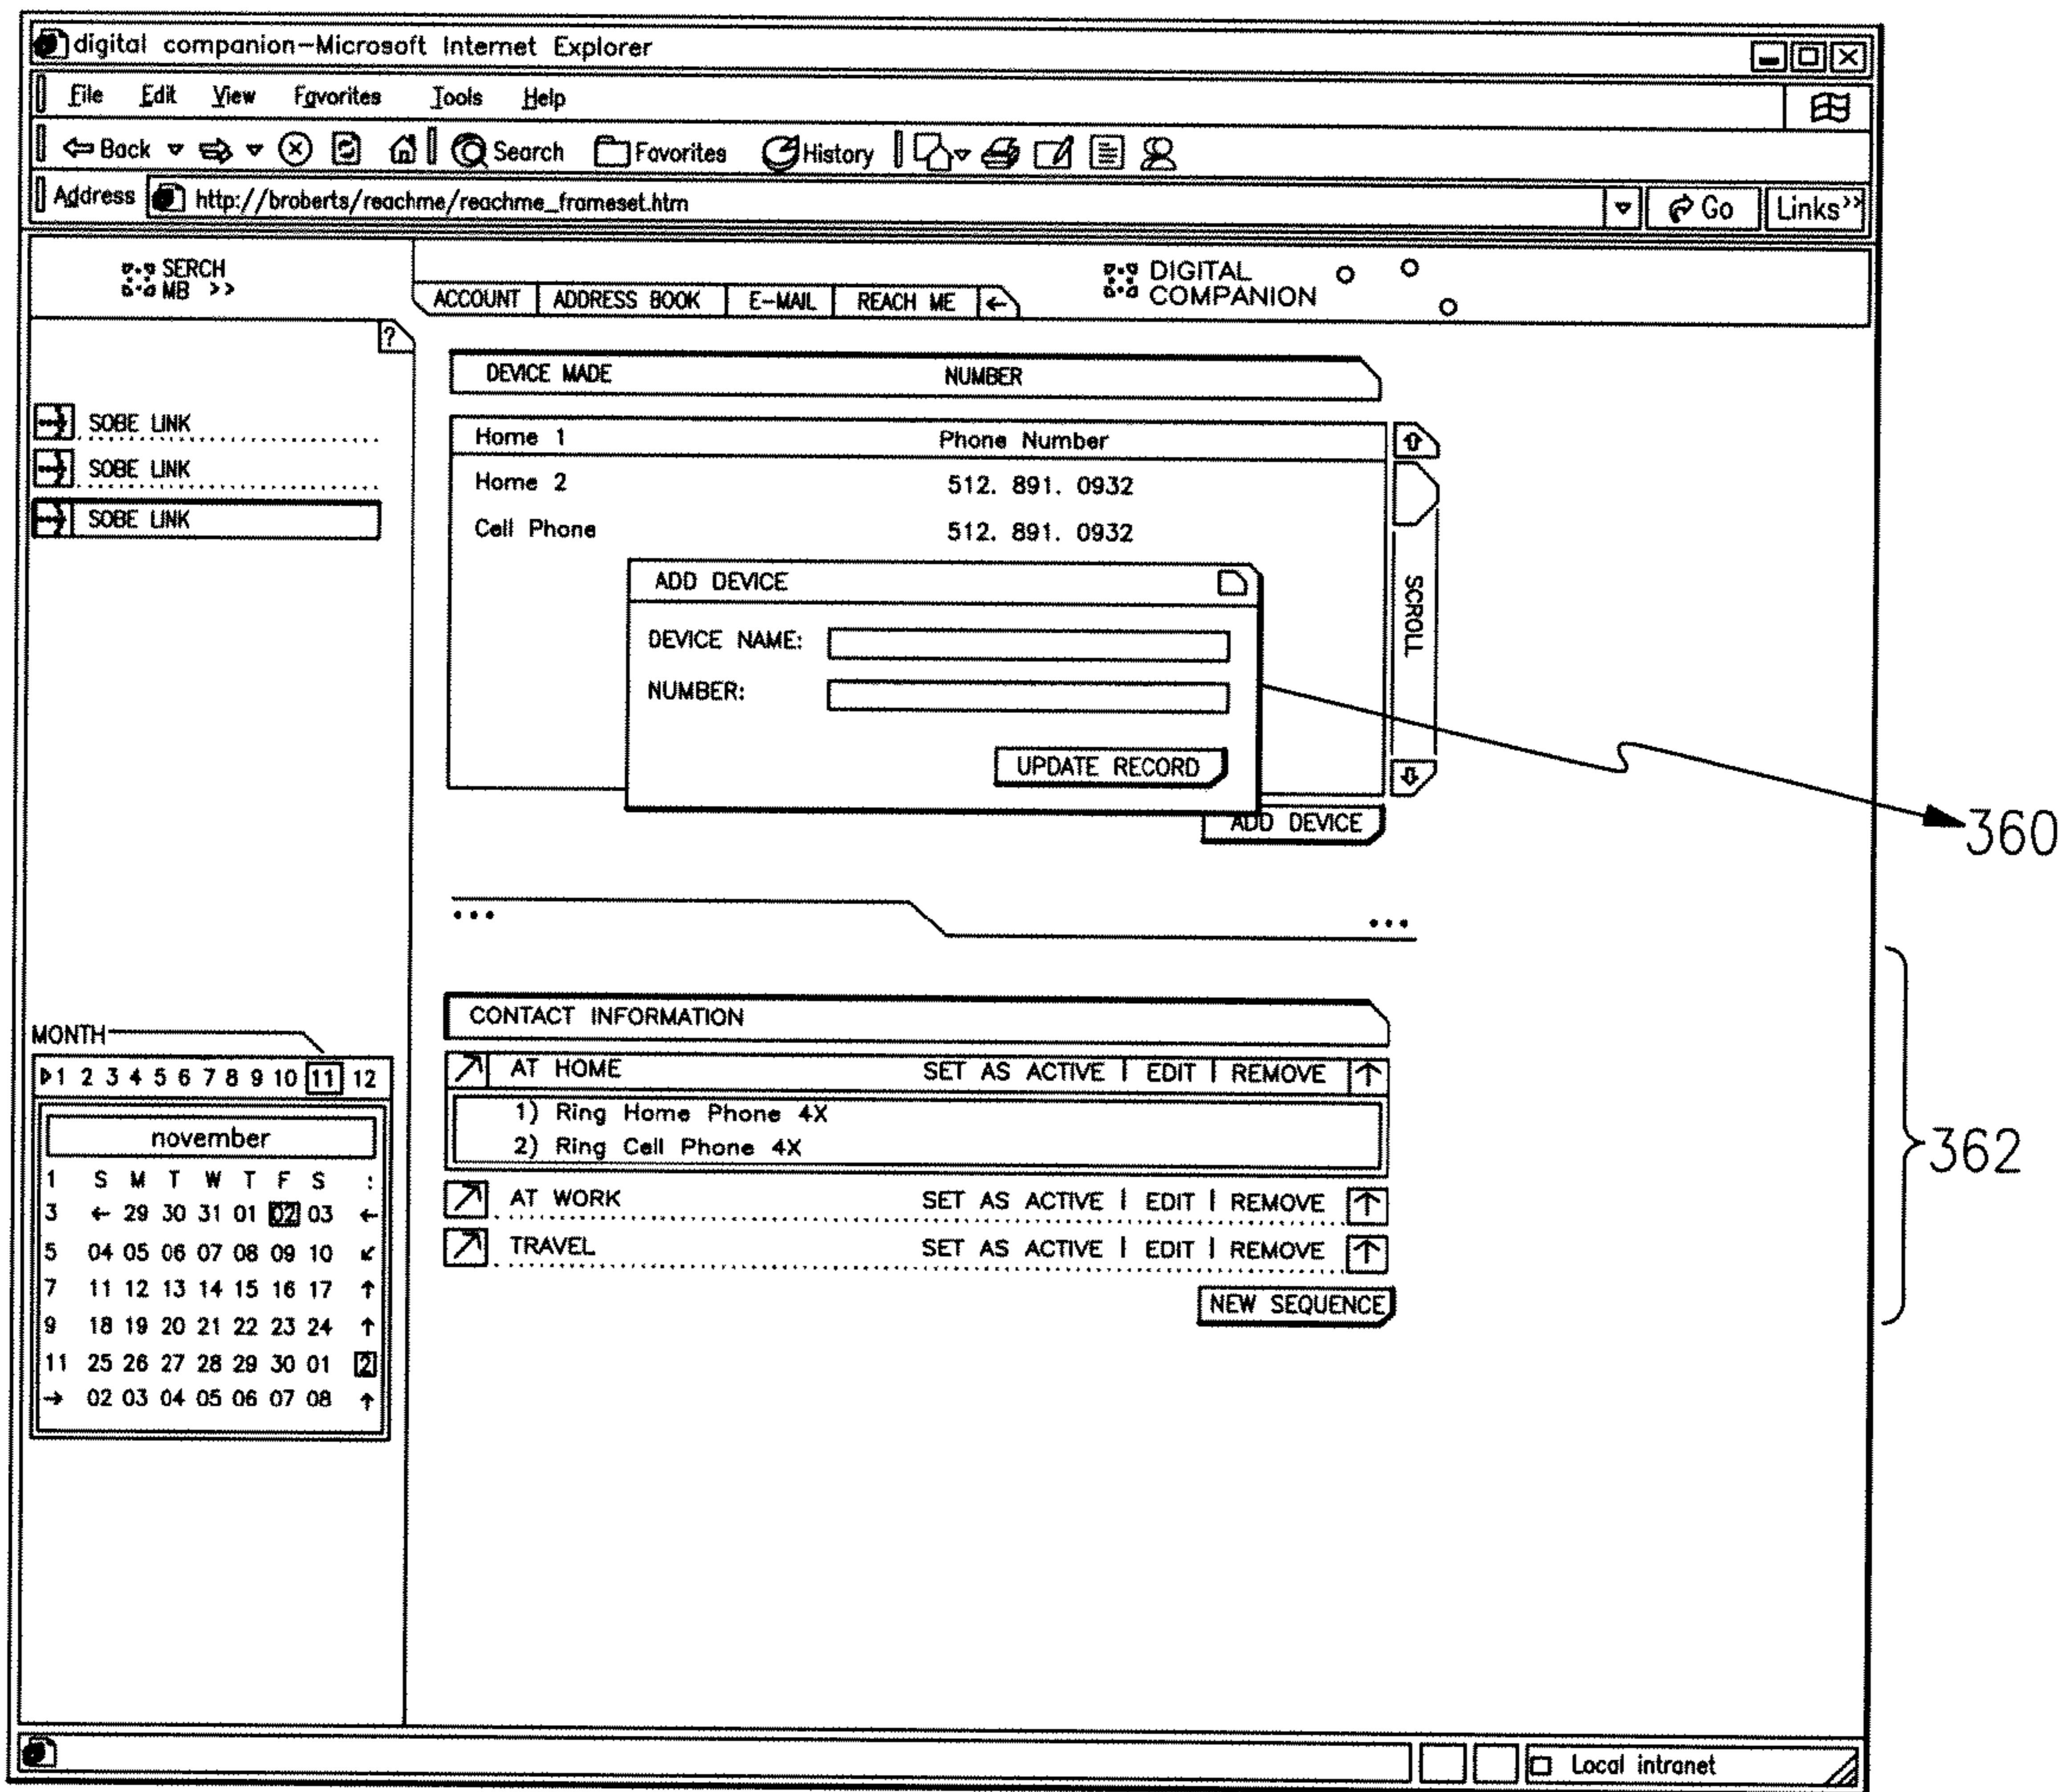 digital companion-Microsoft Internet Explorer
File Edit View Favorites Tools Help
Back Search Favorites History
Address http://broberts/reachme/reachme_frameset.htm Go Links>>
SERCH
MB >>
ACCOUNT ADDRESS BOOK E-MAIL REACH ME
DIGITAL
COMPANION
?
DEVICE MADE NUMBER
SOBE LINK
SOBE LINK
SOBE LINK
Home 1 Phone Number
Home 2 512. 891. 0932
Cell Phone 512. 891. 0932
SCROLL
ADD DEVICE
DEVICE NAME:
NUMBER:
UPDATE RECORD
ADD DEVICE
360
...
...
362
CONTACT INFORMATION
AT HOME SET AS ACTIVE | EDIT | REMOVE
1) Ring Home Phone 4X
2) Ring Cell Phone 4X
AT WORK SET AS ACTIVE | EDIT | REMOVE
TRAVEL SET AS ACTIVE | EDIT | REMOVE
NEW SEQUENCE
MONTH
1 2 3 4 5 6 7 8 9 10 11 12
november
1 S M T W T F S :
3 ← 29 30 31 01 02 03 ←
5 04 05 06 07 08 09 10 ↙
7 11 12 13 14 15 16 17 ↑
9 18 19 20 21 22 23 24 ↑
11 25 26 27 28 29 30 01 2
→ 02 03 04 05 06 07 08 ↑
Local intranet